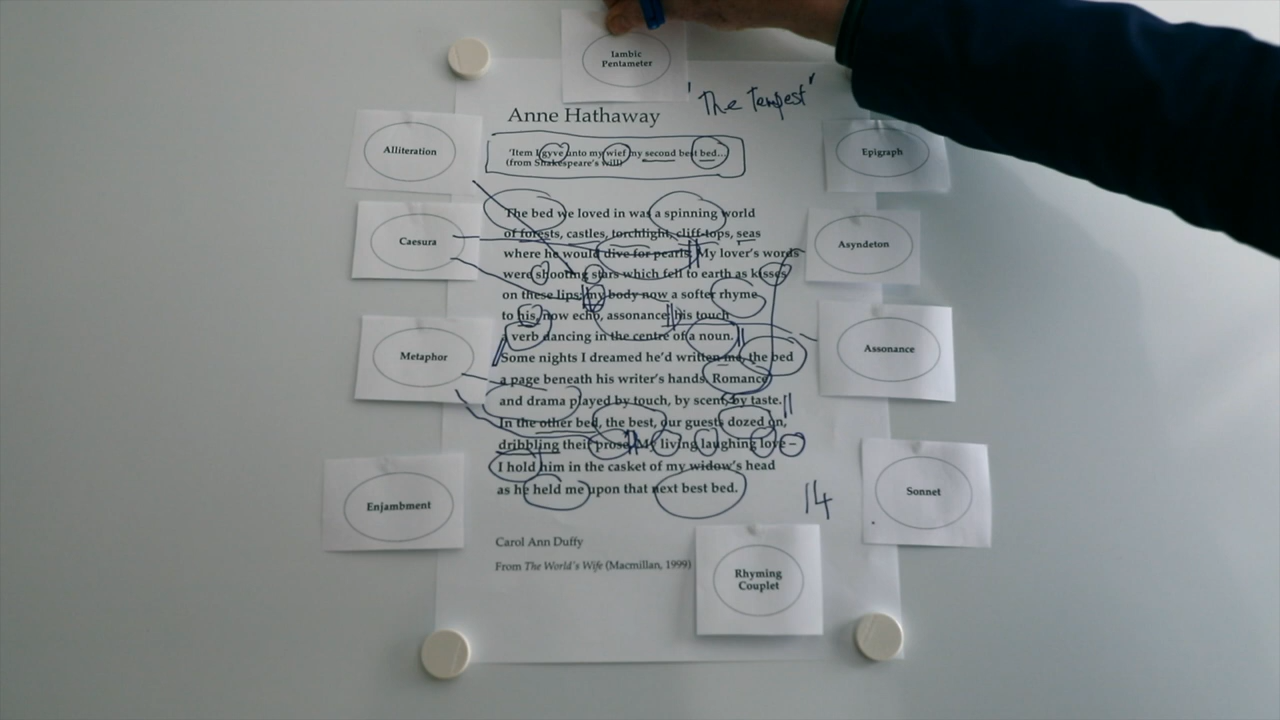 Iambic
Pentameter
'The Tempest'
Anne Hathaway
Alliteration
Epigraph
'Item I gyve unto my wief my second best bed...'
(from Shakespeare's will)
The bed we loved in was a spinning world
of forests, castles, torchlight, cliff-tops, seas
Caesura
Asyndeton
where he would dive for pearls. My lover's words
were shooting stars which fell to earth as kisses
on these lips; my body now a softer rhyme
to his, now echo, assonance; his touch
a verb dancing in the centre of a noun.
Metaphor
Assonance
Some nights I dreamed he'd written me, the bed
a page beneath his writer's hands. Romance
and drama played by touch, by scent, by taste.
In the other bed, the best, our guests dozed on,
dribbling their prose. My living laughing love –
I hold him in the casket of my widow's head
as he held me upon that next best bed.
Enjambment
14
Sonnet
Carol Ann Duffy
From The World's Wife (Macmillan, 1999)
Rhyming
Couplet